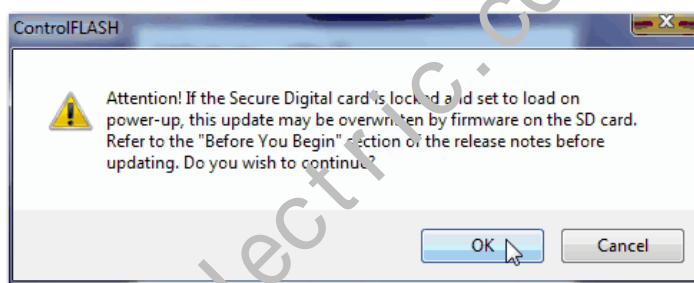 ControlFLASH
Attention! If the Secure Digital card is locked and set to load on
power-up, this update may be overwritten by firmware on the SD card.
Refer to the "Before You Begin" section of the release notes before
updating. Do you wish to continue?
OK
Cancel
lectric.co